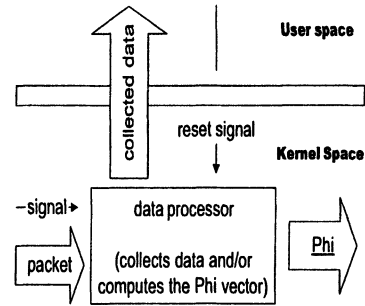 User space
collected data
reset signal
Kernel Space
signal
data processor
packet
(collects data and/or
computes the Phi vector)
Phi